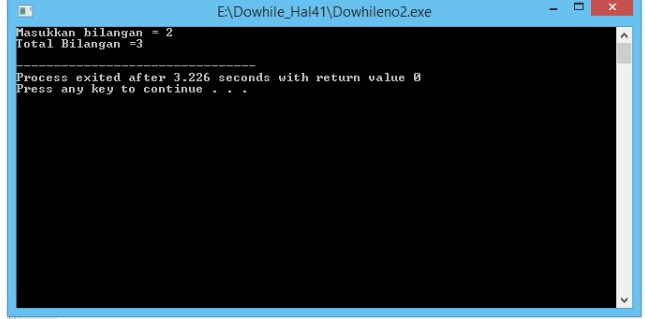 E:\Dowhile_Hal41\Dowhileno2.exe
Masukkan bilangan = 2
Total Bilangan =3
--------------------------------
Process exited after 3.226 seconds with return value 0
Press any key to continue . . .